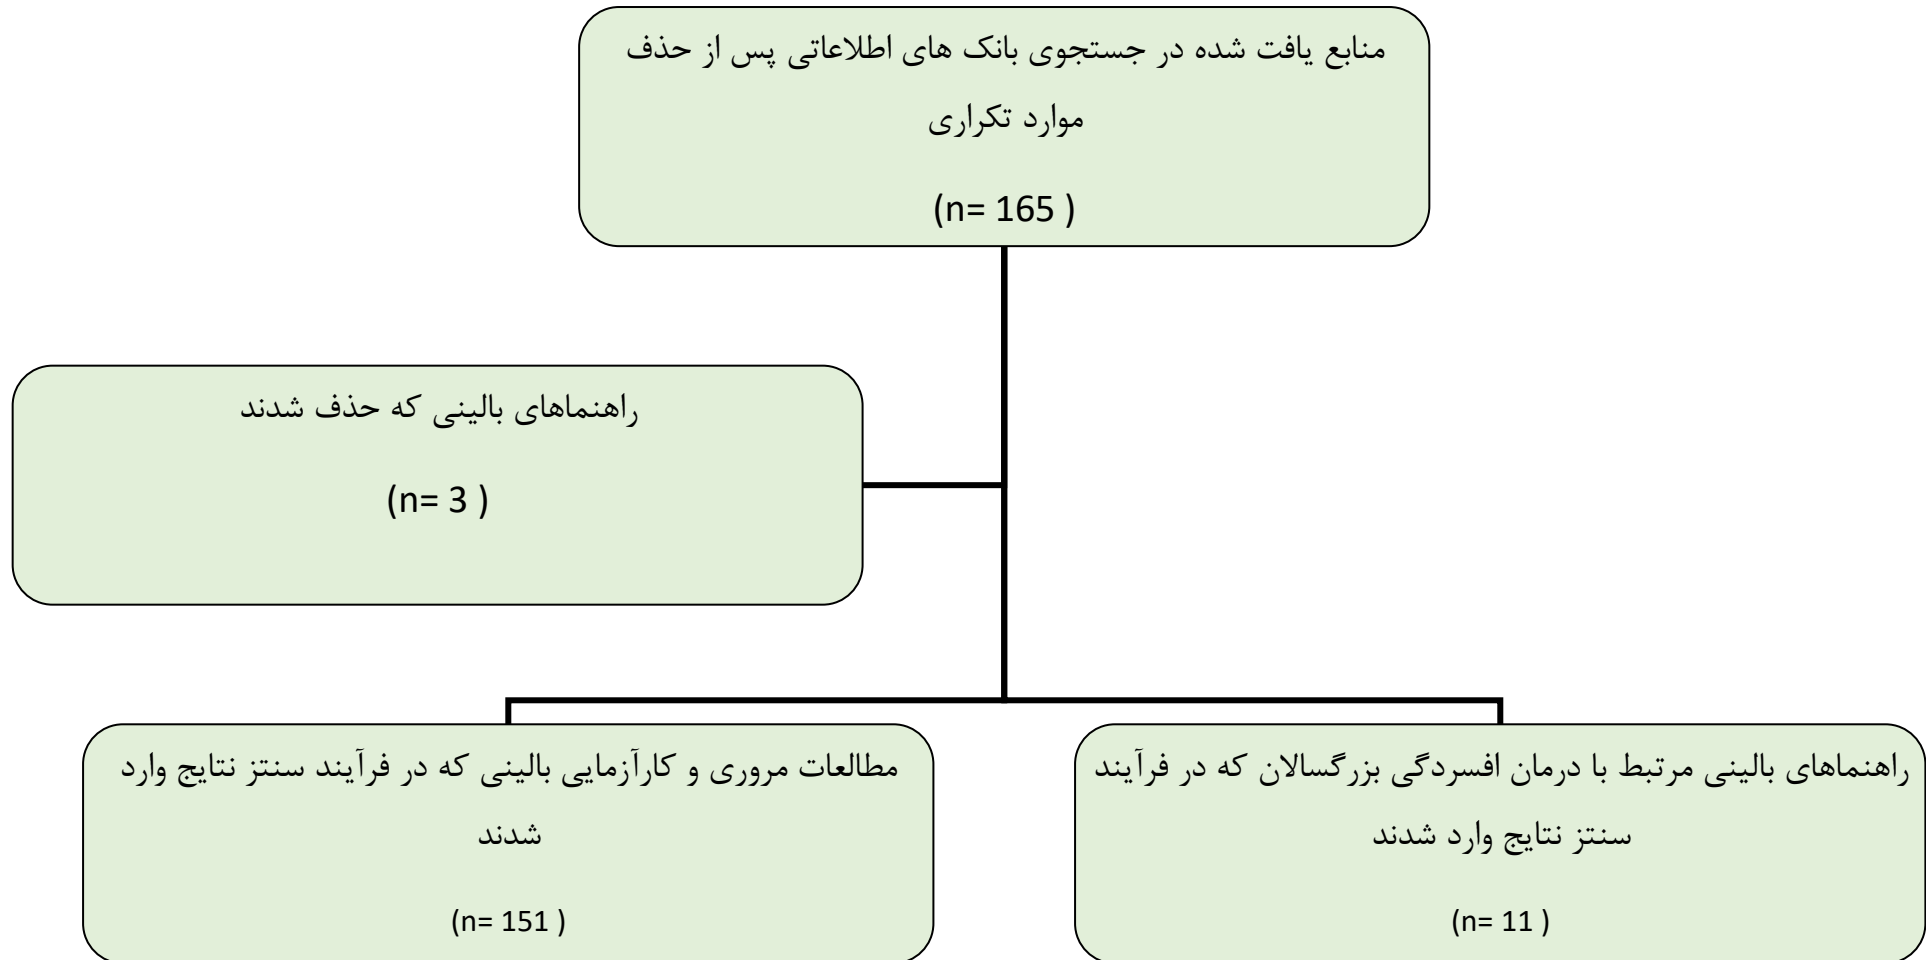 منابع یافت شده در جستجوی بانک های اطلاعاتی پس از حذف
موارد تکراری
(n= 165 )
راهنماهای بالینی که حذف شدند
(n= 3 )
راهنماهای بالینی مرتبط با درمان افسردگی بزرگسالان که در فرآیند
سنتز نتایج وارد شدند
(n= 11 )
مطالعات مروری و کارآزمایی بالینی که در فرآیند سنتز نتایج وارد
شدند
(n= 151 )